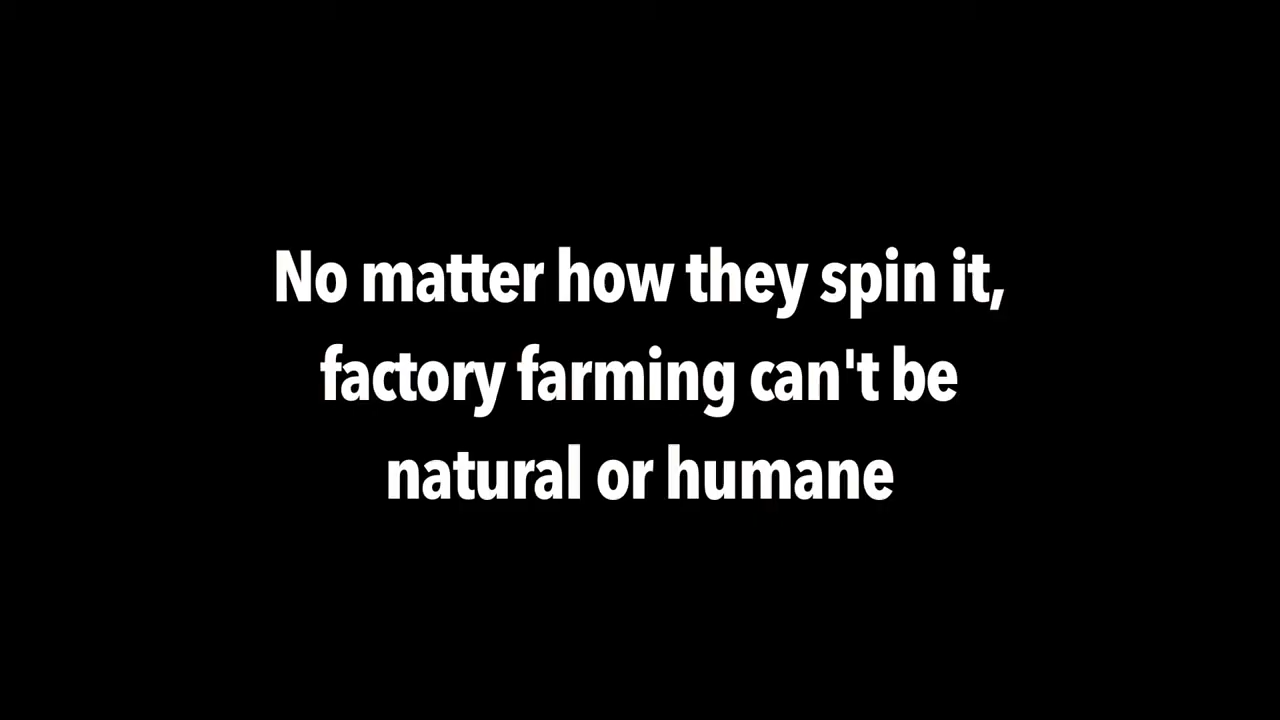 No matter how they spin it,
factory farming can't be
natural or humane